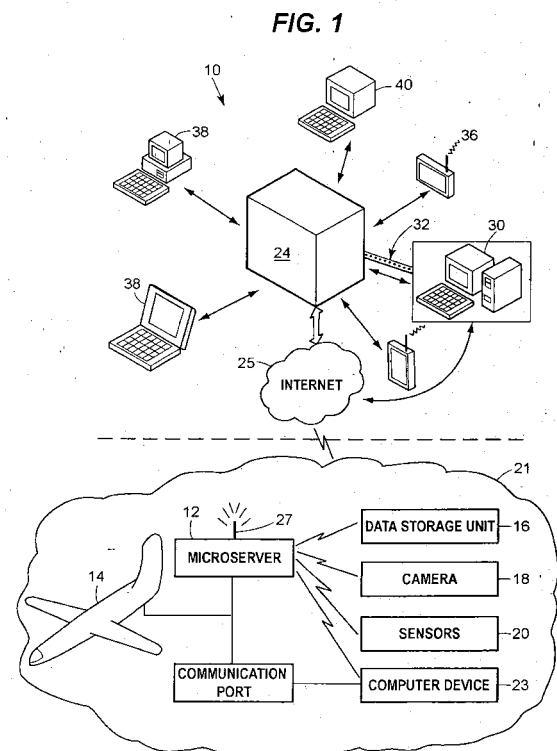 FIG. 1
10
40
38
36
24
32
30
38
25
INTERNET
21
12
27
MICROSERVER
DATA STORAGE UNIT
16
14
CAMERA
18
SENSORS
20
COMMUNICATION
PORT
COMPUTER DEVICE
23